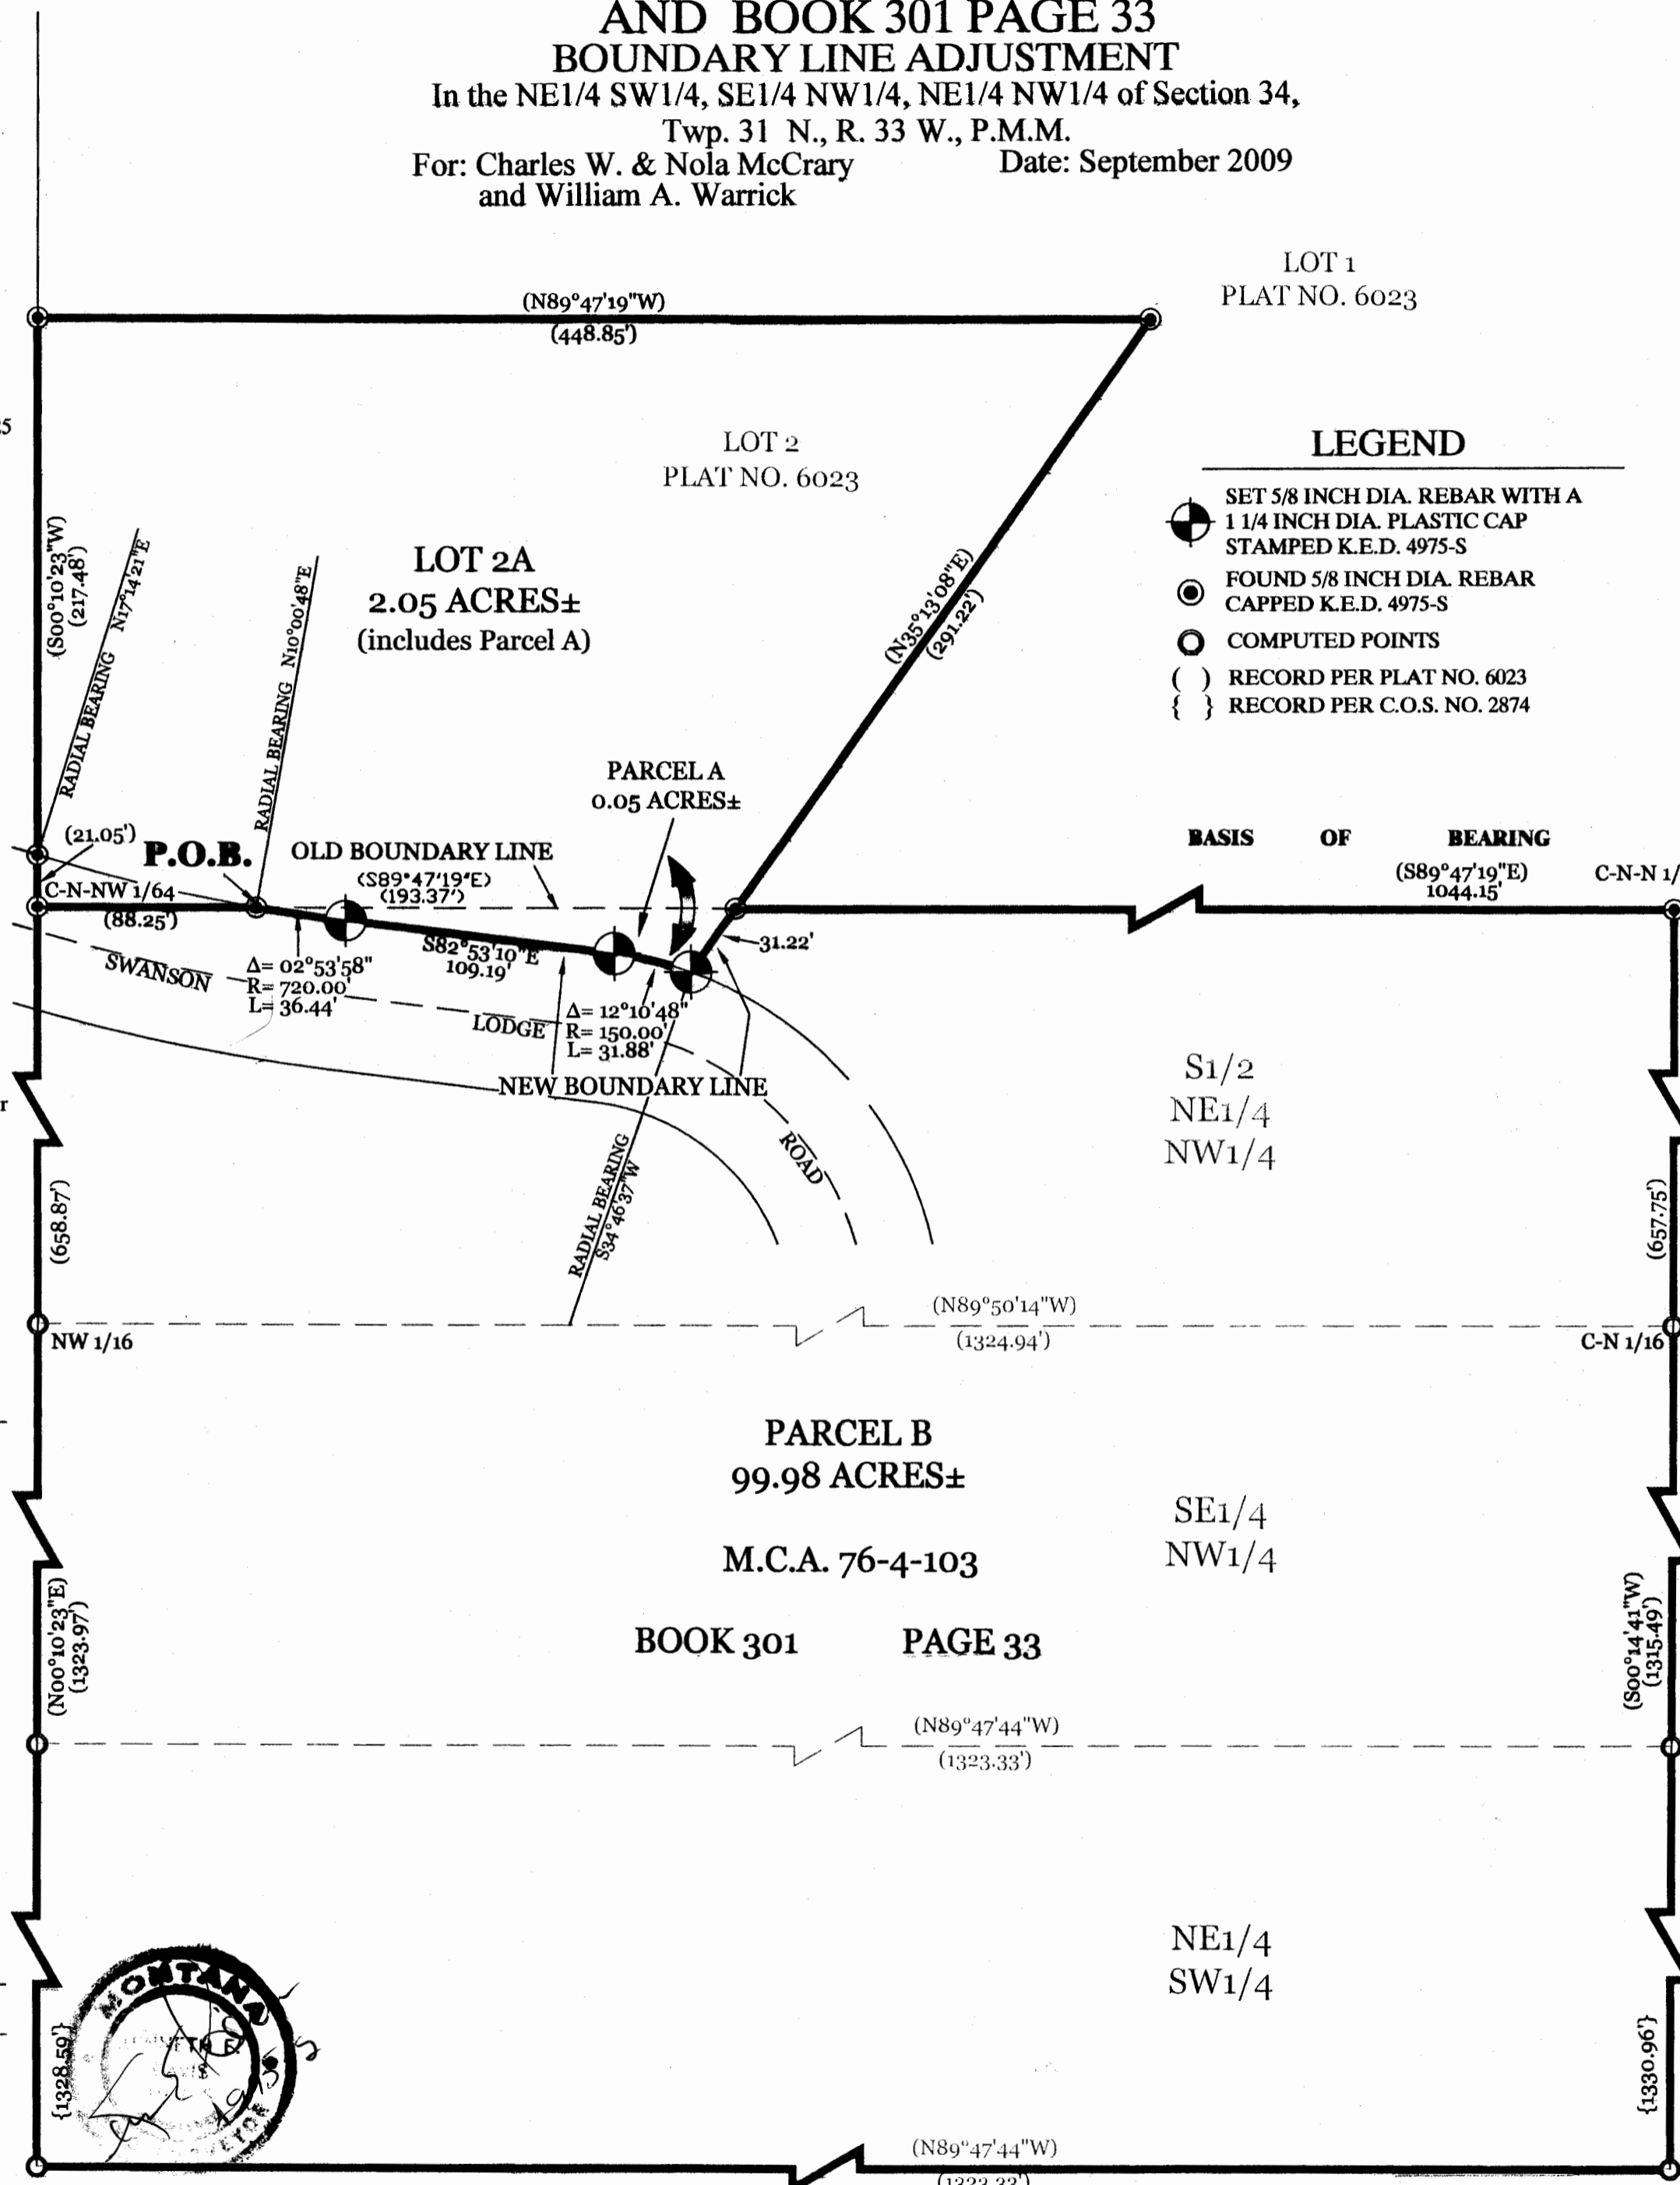 AND BOOK 301 PAGE 33
BOUNDARY LINE ADJUSTMENT
In the NE1/4 SW1/4, SE1/4 NW1/4, NE1/4 NW1/4 of Section 34,
Twp. 31 N., R. 33 W., P.M.M.
For: Charles W. & Nola McCrary Date: September 2009
and William A. Warrick
LOT 1
PLAT NO. 6023
(N89°47'19"W)
(448.85')
LOT 2
PLAT NO. 6023
LEGEND
SET 5/8 INCH DIA. REBAR WITH A
1 1/4 INCH DIA. PLASTIC CAP
STAMPED K.E.D. 4975-S
FOUND 5/8 INCH DIA. REBAR
CAPPED K.E.D. 4975-S
COMPUTED POINTS
( ) RECORD PER PLAT NO. 6023
{ } RECORD PER C.O.S. NO. 2874
(S00°10'23"W)
(217.48')
RADIAL BEARING N17°14'21"E
RADIAL BEARING N10°00'48"E
LOT 2A
2.05 ACRES±
(includes Parcel A)
(N35°13'08"E)
(291.22')
PARCEL A
0.05 ACRES±
(21.05')
P.O.B.
OLD BOUNDARY LINE
(S89°47'19"E)
(193.37')
BASIS OF BEARING
(S89°47'19"E)
1044.15'
C-N-N 1/
C-N-NW 1/64
(88.25')
S82°53'10"E
109.19'
31.22'
SWANSON
LODGE
ROAD
Δ= 02°53'58"
R= 720.00'
L= 36.44'
Δ= 12°10'48"
R= 150.00'
L= 31.88'
NEW BOUNDARY LINE
RADIAL BEARING
S34°46'37"W
S1/2
NE1/4
NW1/4
(658.87')
(657.75')
(N89°50'14"W)
(1324.94')
NW 1/16
C-N 1/16
PARCEL B
99.98 ACRES±
M.C.A. 76-4-103
BOOK 301 PAGE 33
SE1/4
NW1/4
(N00°10'23"E)
(1323.97')
(S00°14'41"W)
(1315.49')
(N89°47'44"W)
(1323.33')
NE1/4
SW1/4
MONTANA
{1328.59'}
{1330.96'}
(N89°47'44"W)
(1323.33')